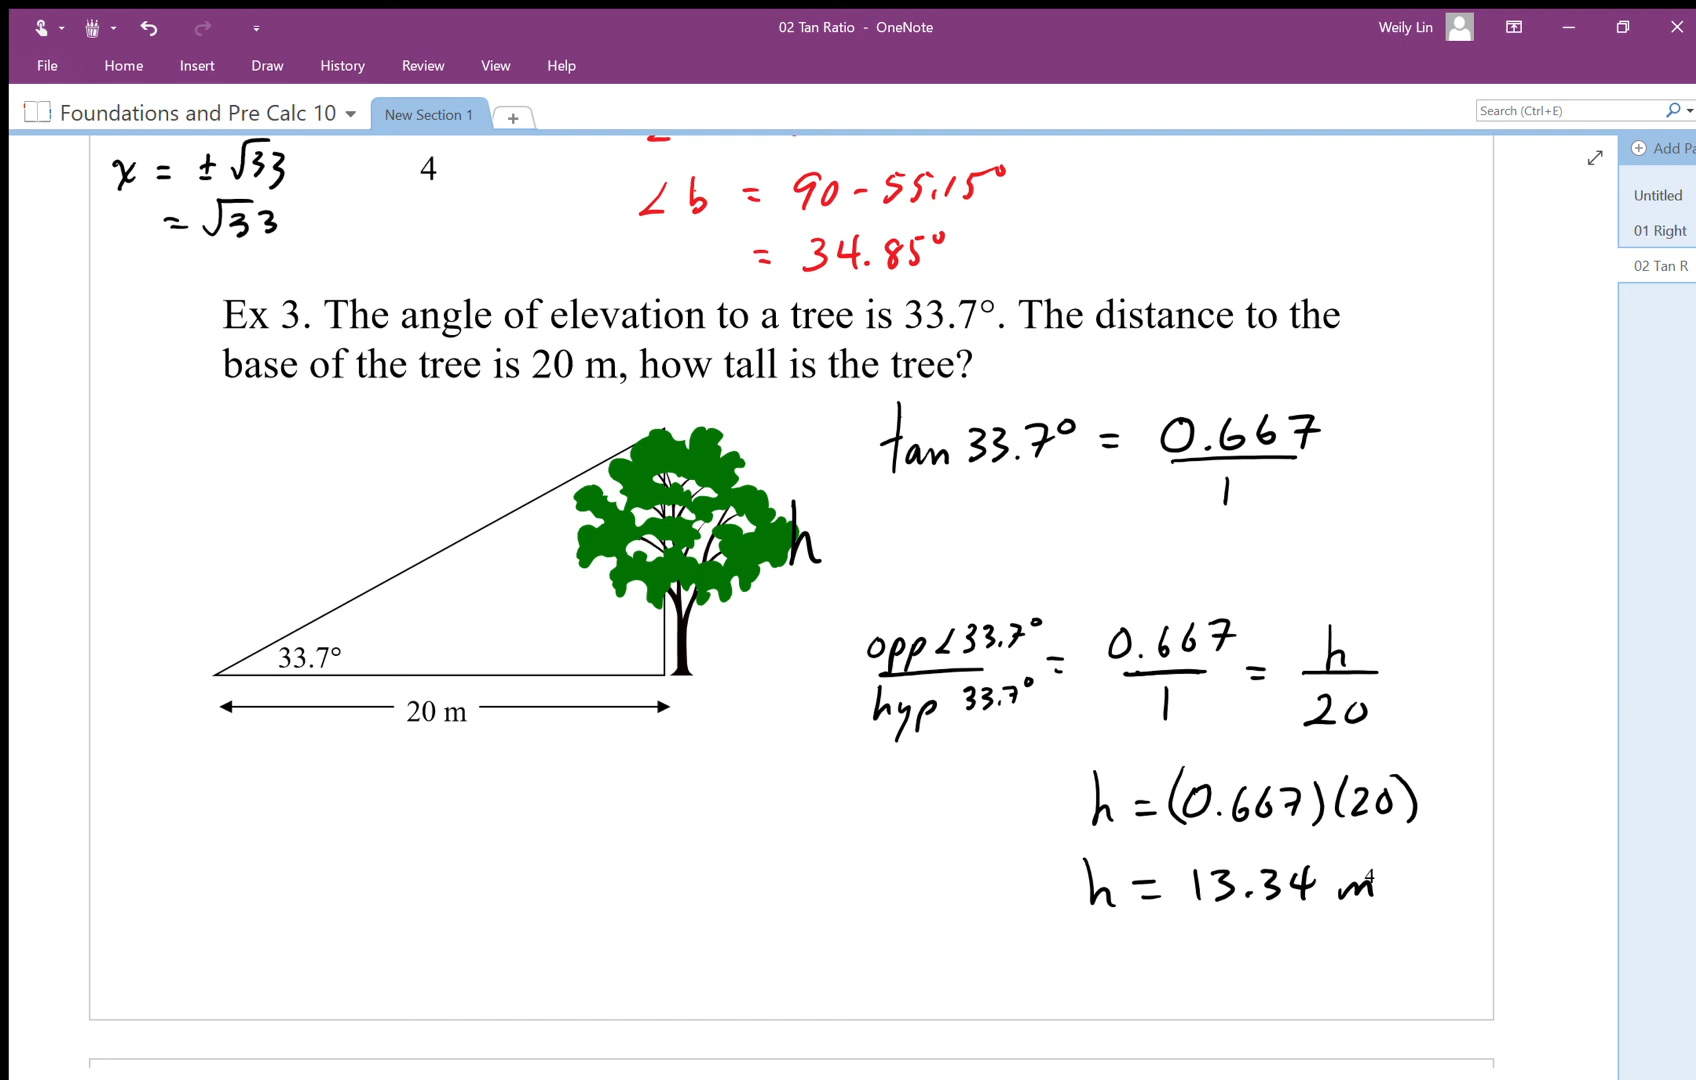 02 Tan Ratio - OneNote
Weily Lin
File Home Insert Draw History Review View Help
Foundations and Pre Calc 10
New Section 1
+
Search (Ctrl+E)
Add Pa
Untitled
01 Right
02 Tan R
x = ± √33
= √33
4
∠ b = 90 - 55.15°
= 34.85°
Ex 3. The angle of elevation to a tree is 33.7°. The distance to the
base of the tree is 20 m, how tall is the tree?
tan 33.7° = 0.667
1
h
33.7°
20 m
opp ∠33.7° = 0.667 = h
hyp 33.7° 1 20
h = (0.667)(20)
h = 13.34 m
4